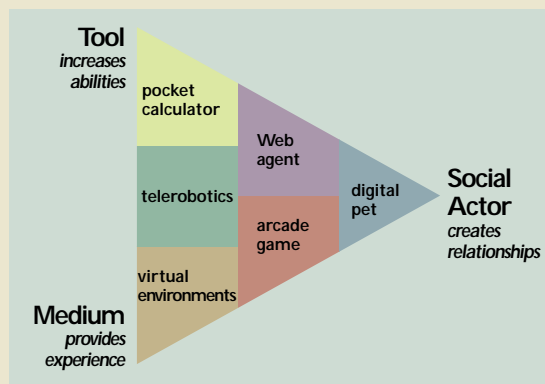 Tool
increases
abilities
pocket
calculator
Web
agent
telerobotics
digital
pet
Social
Actor
creates
relationships
arcade
game
virtual
environments
Medium
provides
experience